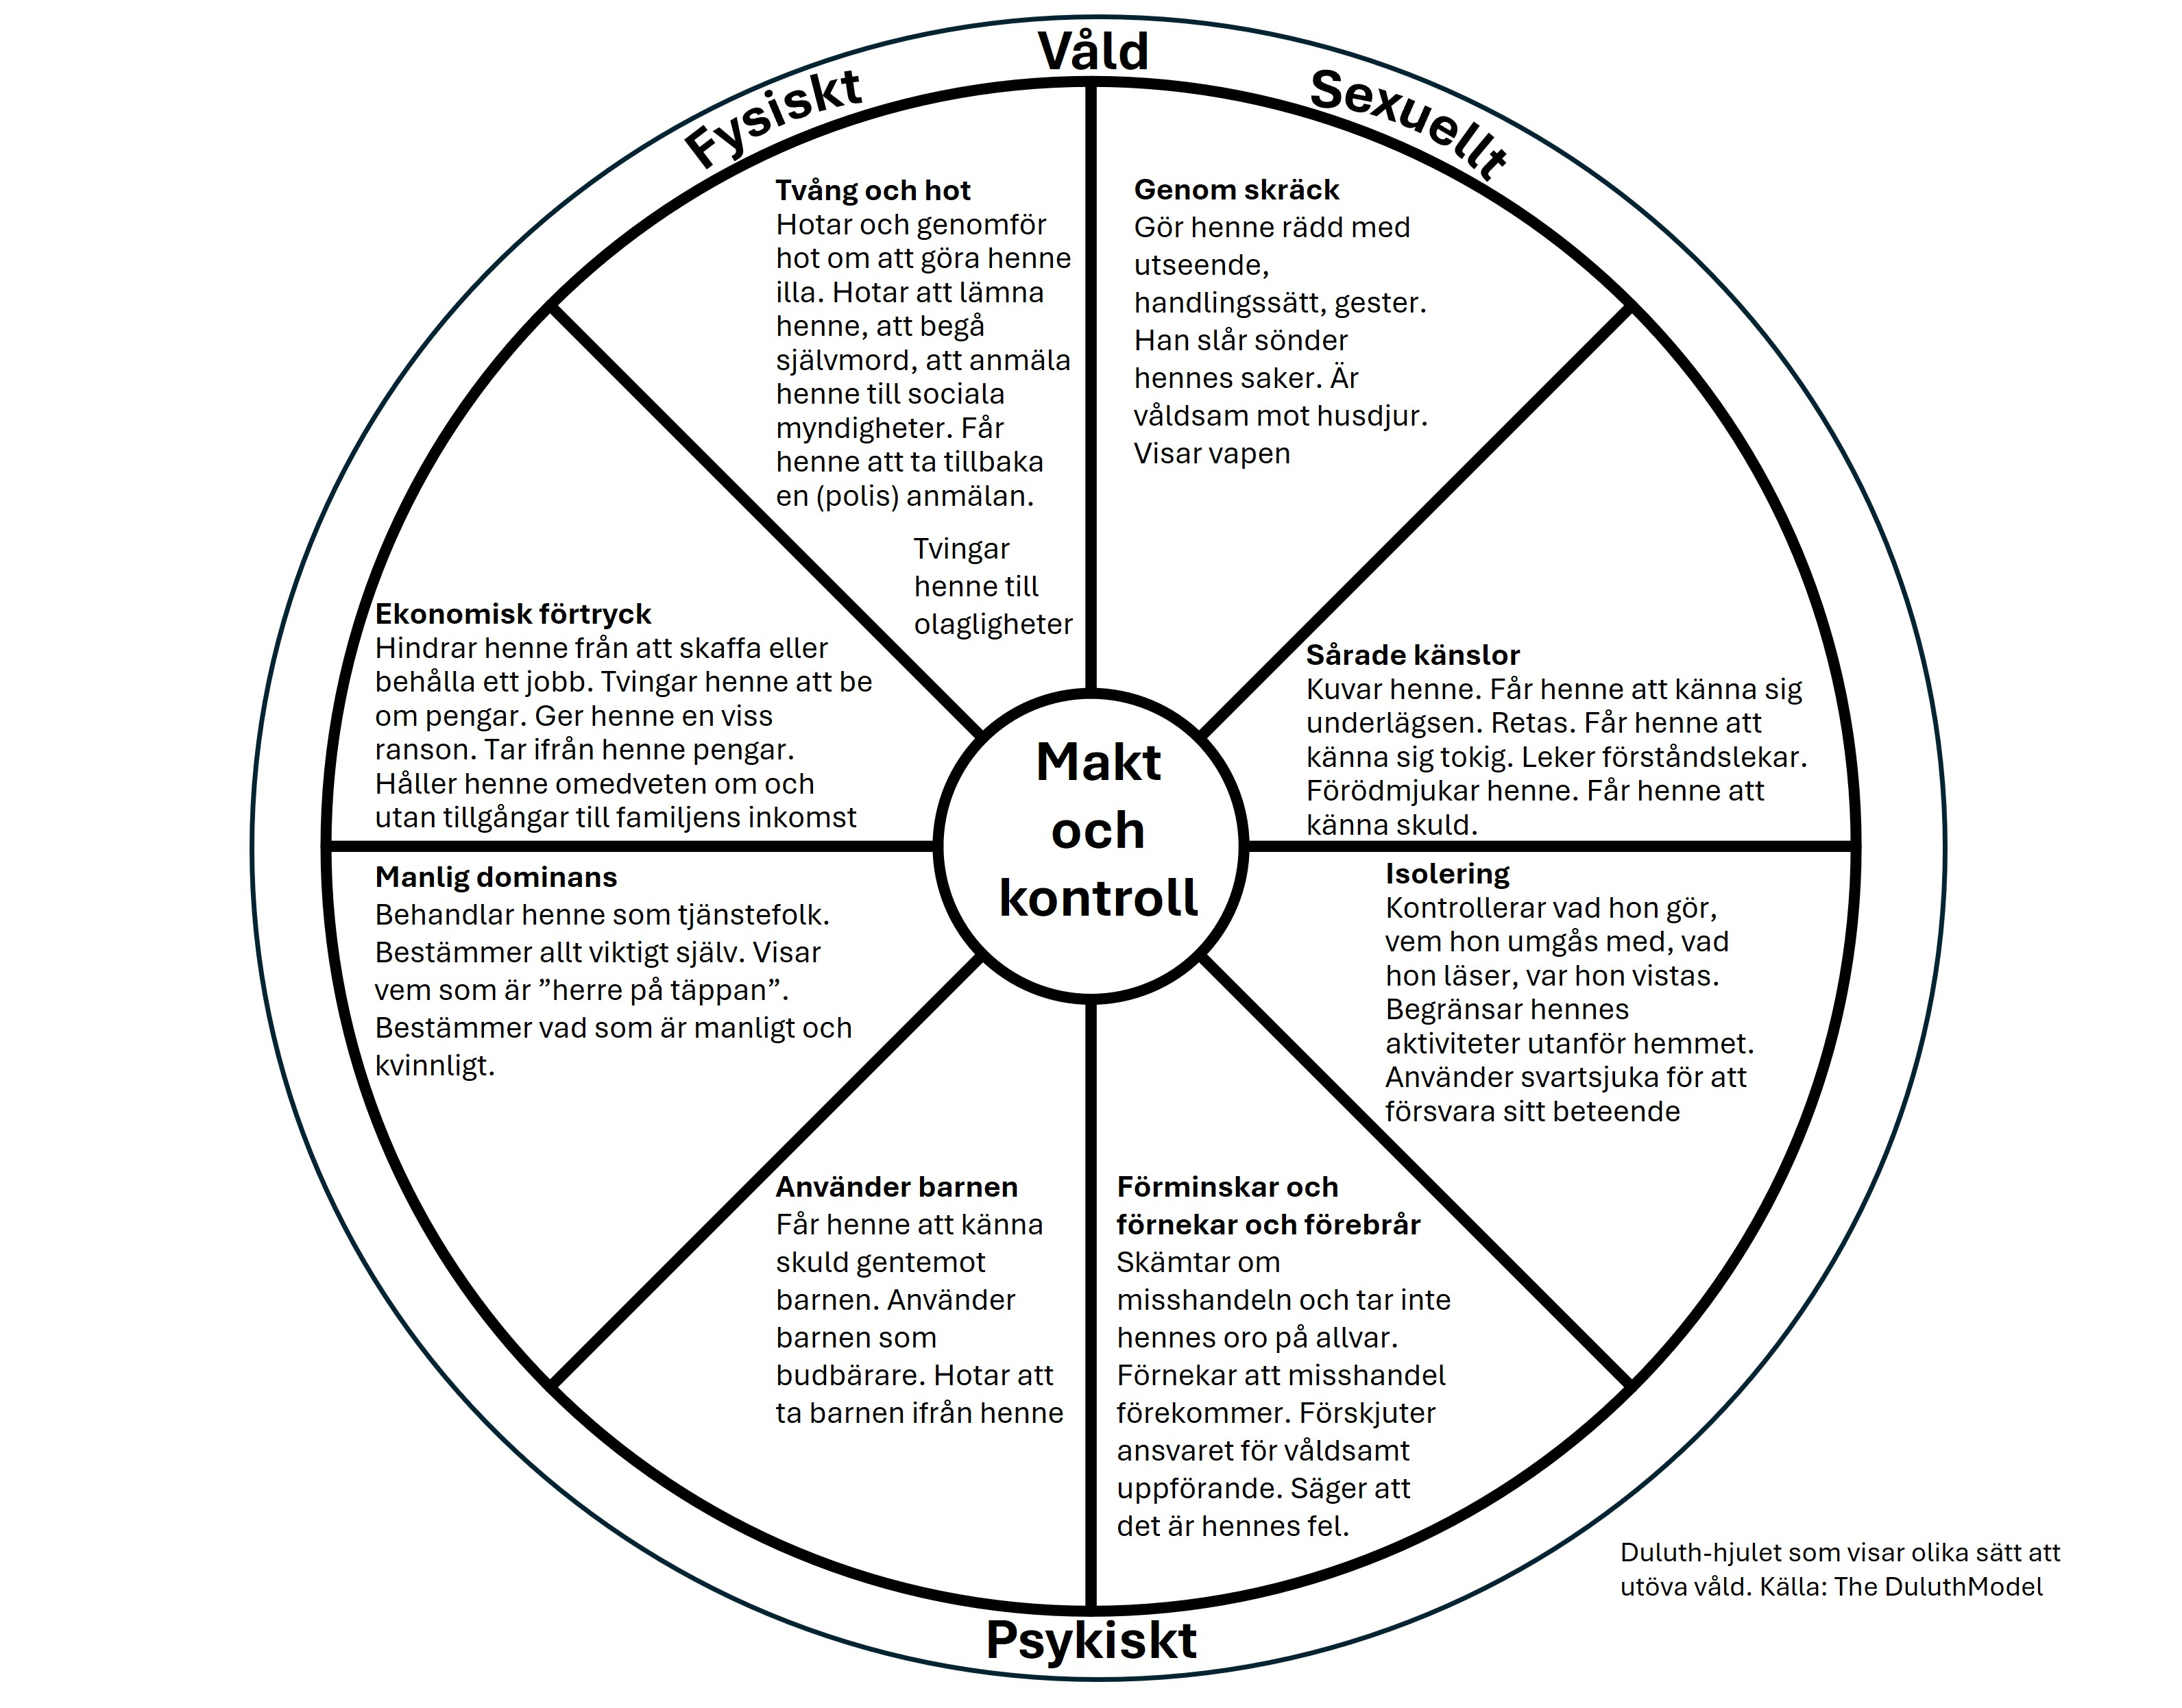 Våld
Fysiskt
Sexuellt
Tvång och hot
Hotar och genomför
hot om att göra henne
illa. Hotar att lämna
henne, att begå
självmord, att anmäla
henne till sociala
myndigheter. Får
henne att ta tillbaka
en (polis) anmälan.
Tvingar
henne till
olagligheter
Genom skräck
Gör henne rädd med
utseende,
handlingssätt, gester.
Han slår sönder
hennes saker. Är
våldsam mot husdjur.
Visar vapen
Ekonomisk förtryck
Hindrar henne från att skaffa eller
behålla ett jobb. Tvingar henne att be
om pengar. Ger henne en viss
ranson. Tar ifrån henne pengar.
Håller henne omedveten om och
utan tillgångar till familjens inkomst
Sårade känslor
Kuvar henne. Får henne att känna sig
underlägsen. Retas. Får henne att
känna sig tokig. Leker förståndslekar.
Förödmjukar henne. Får henne att
känna skuld.
Makt
och
kontroll
Manlig dominans
Behandlar henne som tjänstefolk.
Bestämmer allt viktigt själv. Visar
vem som är ”herre på täppan”.
Bestämmer vad som är manligt och
kvinnligt.
Isolering
Kontrollerar vad hon gör,
vem hon umgås med, vad
hon läser, var hon vistas.
Begränsar hennes
aktiviteter utanför hemmet.
Använder svartsjuka för att
försvara sitt beteende
Använder barnen
Får henne att känna
skuld gentemot
barnen. Använder
barnen som
budbärare. Hotar att
ta barnen ifrån henne
Förminskar och
förnekar och förebrår
Skämtar om
misshandeln och tar inte
hennes oro på allvar.
Förnekar att misshandel
förekommer. Förskjuter
ansvaret för våldsamt
uppförande. Säger att
det är hennes fel.
Psykiskt
Duluth-hjulet som visar olika sätt att
utöva våld. Källa: The DuluthModel